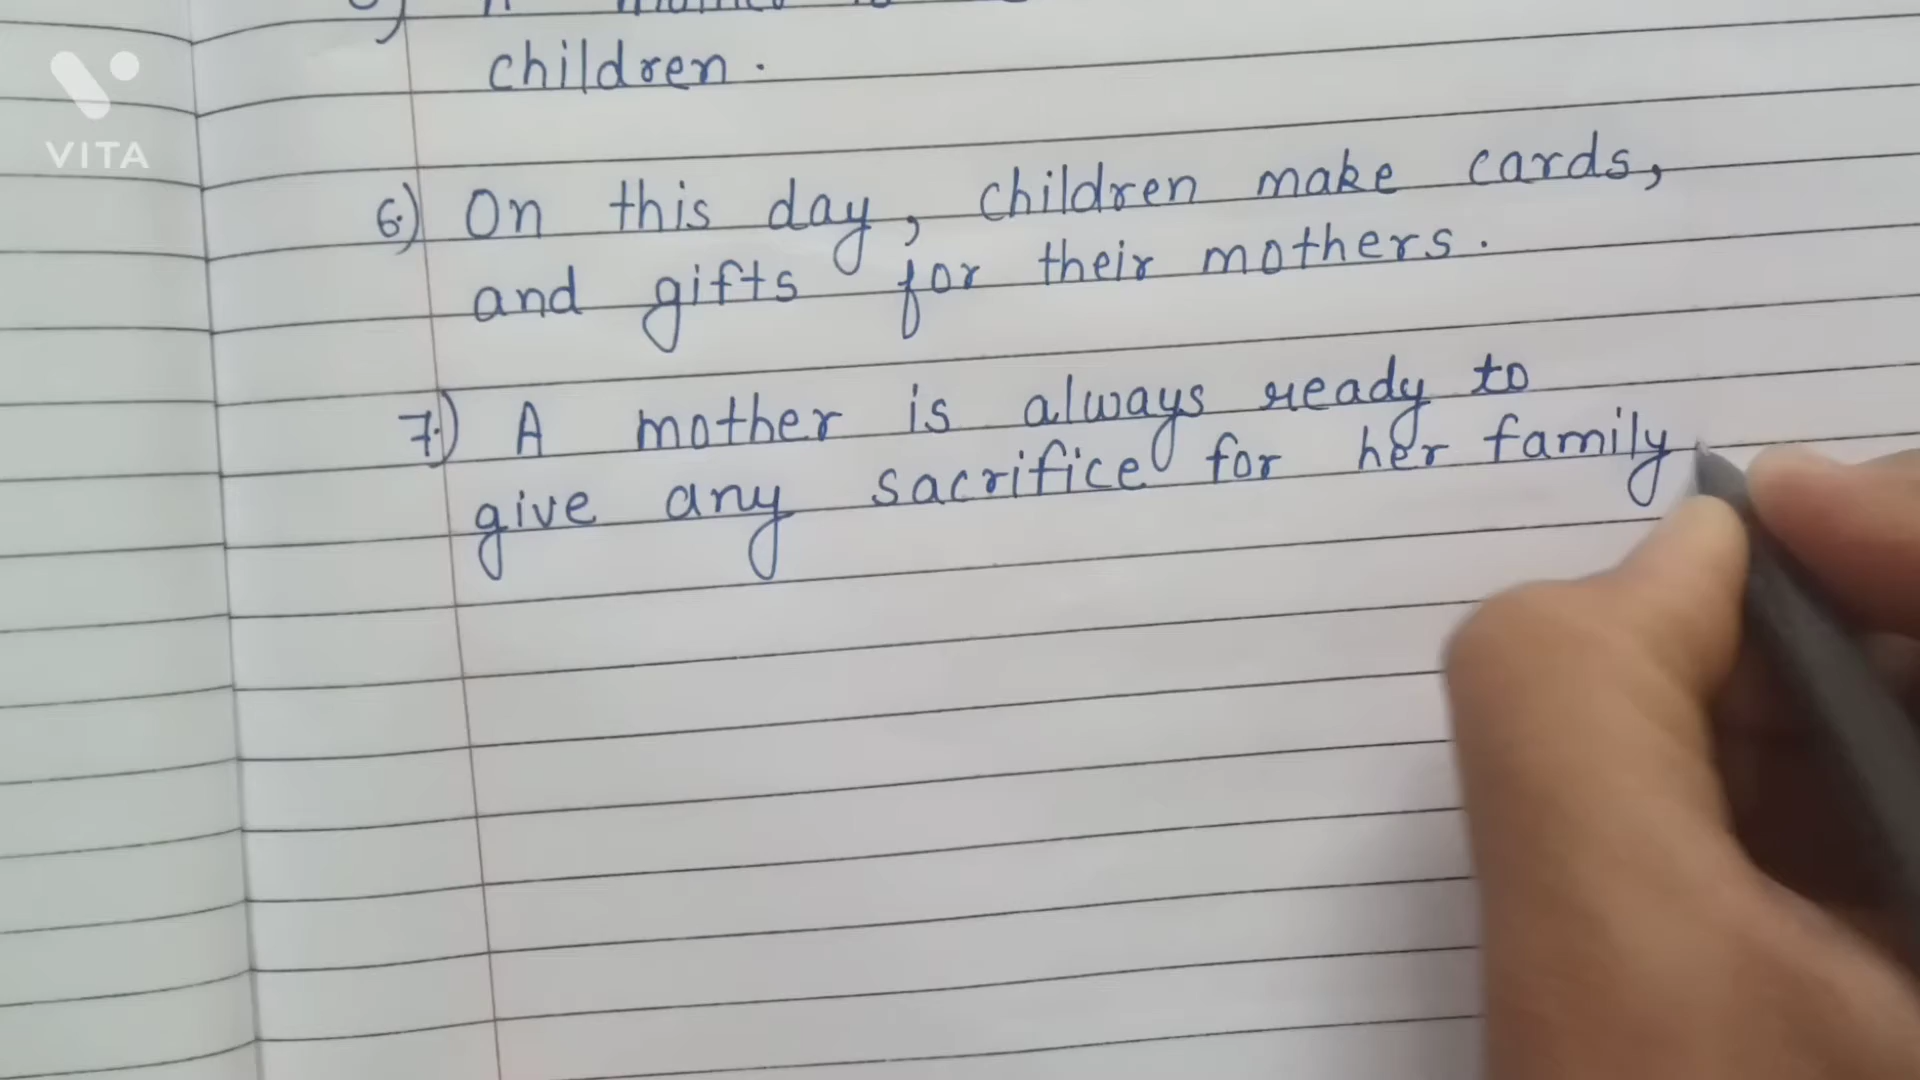 VITA
children.
6.) On this day, children make cards,
and gifts for their mothers.
7.) A mother is always ready to
give any sacrifice for her family